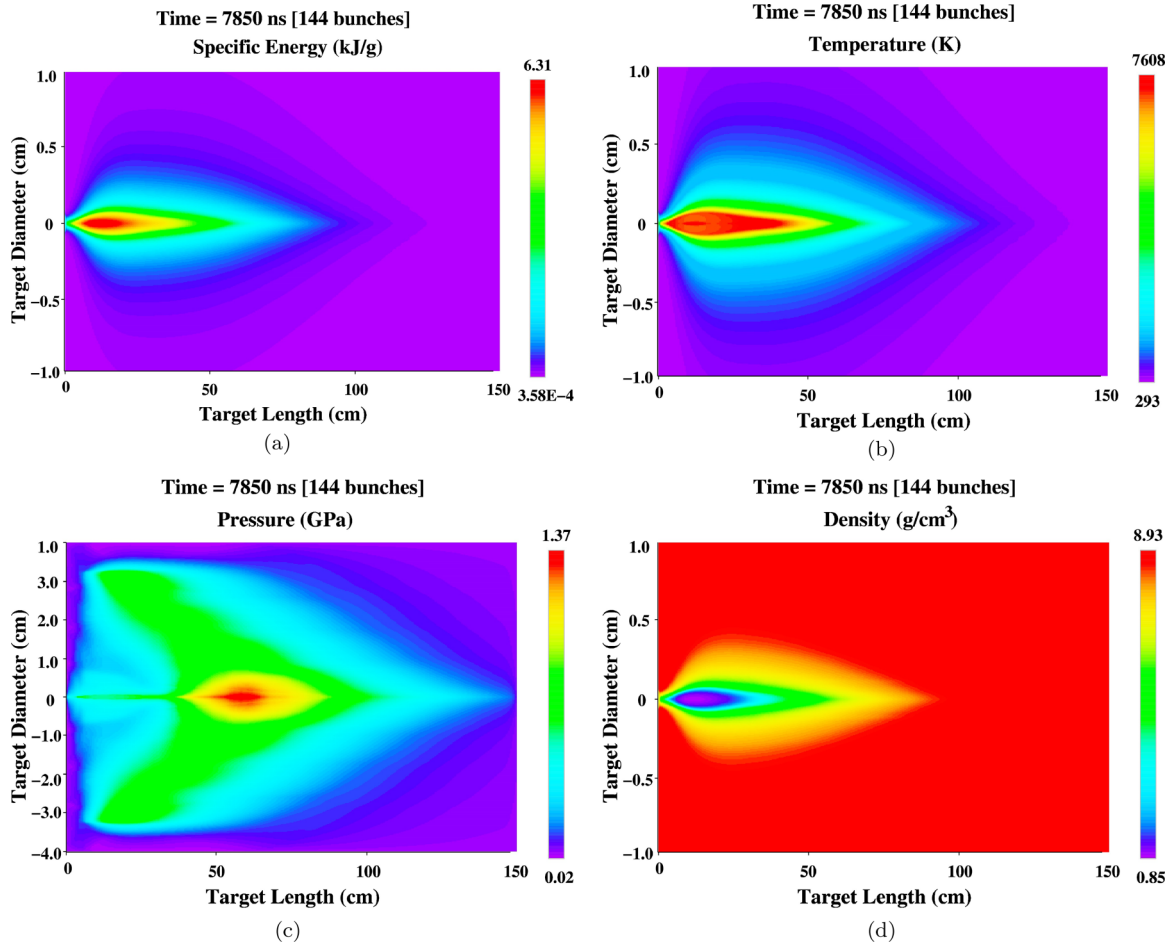 Time = 7850 ns [144 bunches]
Specific Energy (kJ/g)
6.31
1.0
0.5
0
−0.5
−1.0
Target Diameter (cm)
0
50
100
150
3.58E−4
Target Length (cm)
(a)
Time = 7850 ns [144 bunches]
Temperature (K)
7608
1.0
0.5
0
−0.5
−1.0
Target Diameter (cm)
0
50
100
150
293
Target Length (cm)
(b)
Time = 7850 ns [144 bunches]
Pressure (GPa)
1.37
1.0
3.0
2.0
1.0
0
−1.0
−2.0
−3.0
−4.0
Target Diameter (cm)
0
50
100
150
0.02
Target Length (cm)
(c)
Time = 7850 ns [144 bunches]
Density (g/cm³)
8.93
1.0
0.5
0
−0.5
−1.0
Target Diameter (cm)
0
50
100
150
0.85
Target Length (cm)
(d)